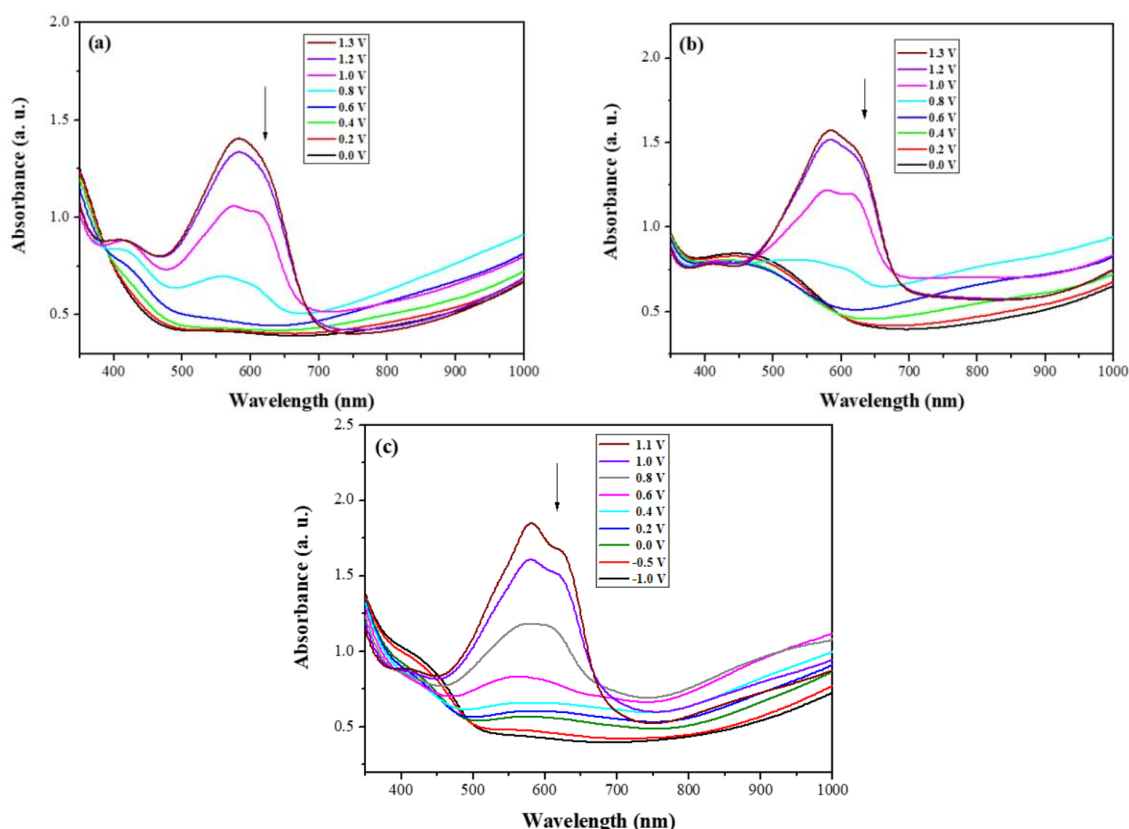 (a)
1.3 V
1.2 V
1.0 V
0.8 V
0.6 V
0.4 V
0.2 V
0.0 V
Absorbance (a. u.)
2.0
1.5
1.0
0.5
400 500 600 700 800 900 1000
Wavelength (nm)
(b)
1.3 V
1.2 V
1.0 V
0.8 V
0.6 V
0.4 V
0.2 V
0.0 V
Absorbance (a. u.)
2.0
1.5
1.0
0.5
400 500 600 700 800 900 1000
Wavelength (nm)
(c)
1.1 V
1.0 V
0.8 V
0.6 V
0.4 V
0.2 V
0.0 V
-0.5 V
-1.0 V
Absorbance (a. u.)
2.5
2.0
1.5
1.0
0.5
400 500 600 700 800 900 1000
Wavelength (nm)